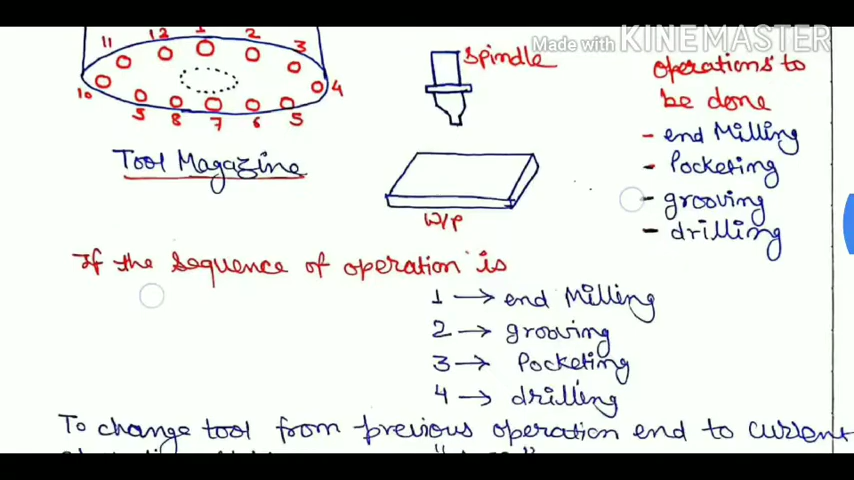 Made with KINEMASTER
11 12 1 2 3
10 5 8 7 6 5 4
Tool Magazine
Spindle
W/P
operations to
be done
- end Milling
- Pocketing
- grooving
- drilling
If the sequence of operation is
1 → end Milling
2 → grooving
3 → Pocketing
4 → drilling
To change tool from previous operation end to current